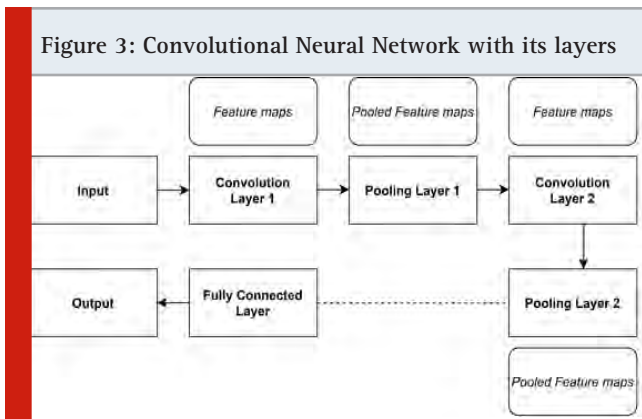 Figure 3: Convolutional Neural Network with its layers
Feature maps
Pooled Feature maps
Feature maps
Input
Convolution
Layer 1
Pooling Layer 1
Convolution
Layer 2
Output
Fully Connected
Layer
Pooling Layer 2
Pooled Feature maps